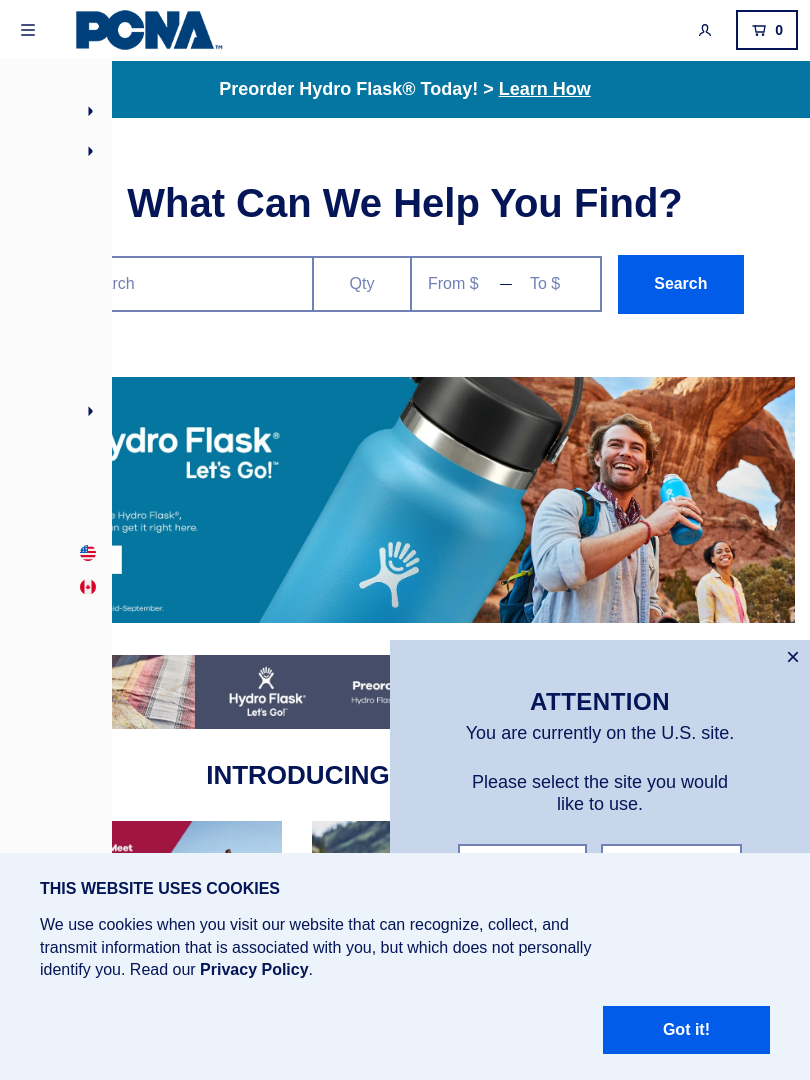 PCNA™
0
Preorder Hydro Flask® Today! > Learn How
What Can We Help You Find?
rch
Qty
From $ — To $
Search
ydro Flask®
Let's Go!™
e Hydro Flask®,
n get it right here.
id-September.
Hydro Flask®
Let's Go!™
Preor
Hydro Flas
INTRODUCING
Meet
ATTENTION
You are currently on the U.S. site.
Please select the site you would
like to use.
THIS WEBSITE USES COOKIES
We use cookies when you visit our website that can recognize, collect, and
transmit information that is associated with you, but which does not personally
identify you. Read our Privacy Policy.
Got it!